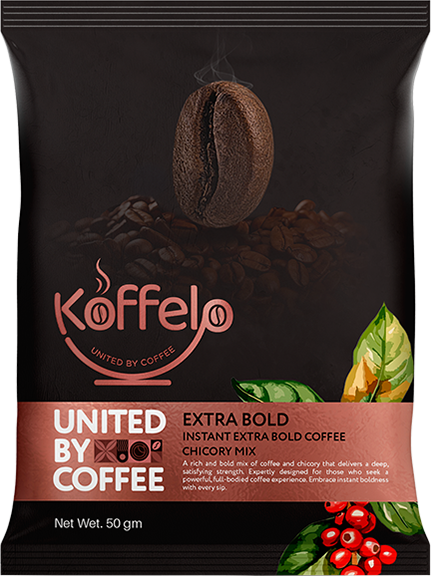 Koffelo
UNITED BY COFFEE
UNITED
BY
COFFEE
EXTRA BOLD
INSTANT EXTRA BOLD COFFEE
CHICORY MIX
A rich and bold mix of coffee and chicory that delivers a deep,
satisfying strength. Expertly designed for those who seek a
powerful, full-bodied coffee experience. Embrace instant boldness
with every sip.
Net Wet. 50 gm